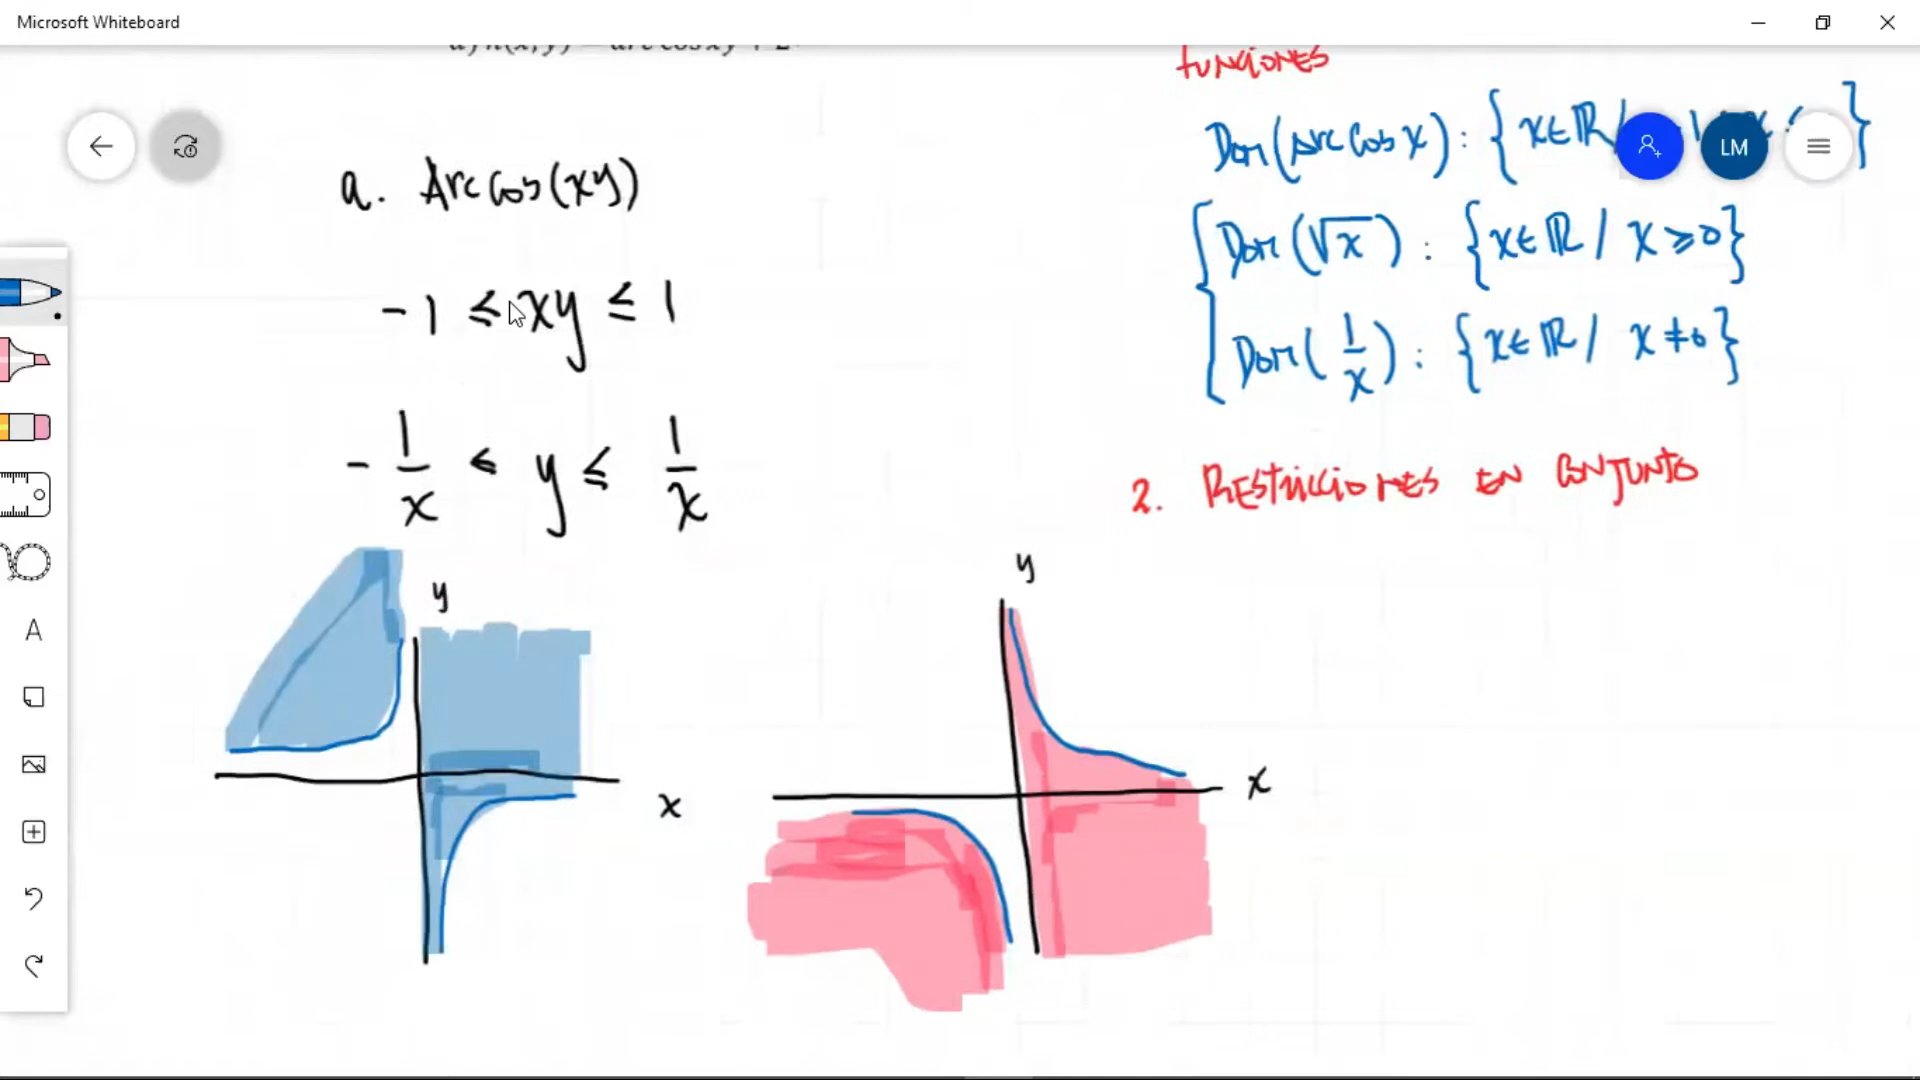 Microsoft Whiteboard
funciones
Dom(Arc Cos x) : {x∈ℝ/ -1 }
LM
a. Arc Cos(xy)
Dom(√x) : {x∈ℝ / x ≥ 0}
-1 ≤ xy ≤ 1
Dom(1/x) : {x∈ℝ / x ≠ 0}
-1/x ≤ y ≤ 1/x
2. Restricciones en conjunto
y
x
y
x
A